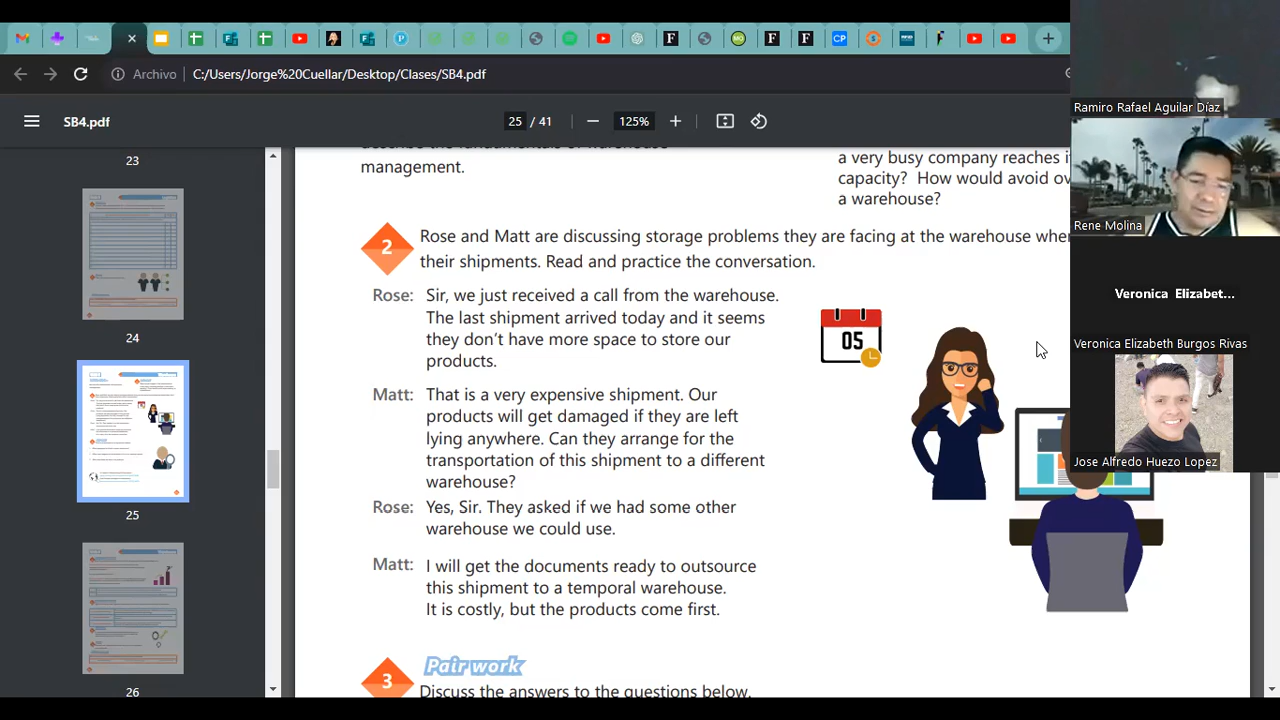 Archivo
C:/Users/Jorge%20Cuellar/Desktop/Clases/SB4.pdf
SB4.pdf
25 / 41
125%
23
24
25
26
management.
a very busy company reaches
capacity? How would avoid
a warehouse?
2
Rose and Matt are discussing storage problems they are facing at the warehouse
their shipments. Read and practice the conversation.
Rose: Sir, we just received a call from the warehouse.
The last shipment arrived today and it seems
they don't have more space to store our
products.
05
Matt: That is a very expensive shipment. Our
products will get damaged if they are left
lying anywhere. Can they arrange for the
transportation of this shipment to a different
warehouse?
Rose: Yes, Sir. They asked if we had some other
warehouse we could use.
Matt: I will get the documents ready to outsource
this shipment to a temporal warehouse.
It is costly, but the products come first.
3
Pair work
Discuss the answers to the questions below.
Ramiro Rafael Aguilar Díaz
Rene Molina
Veronica Elizabet...
Veronica Elizabeth Burgos Rivas
Jose Alfredo Huezo Lopez